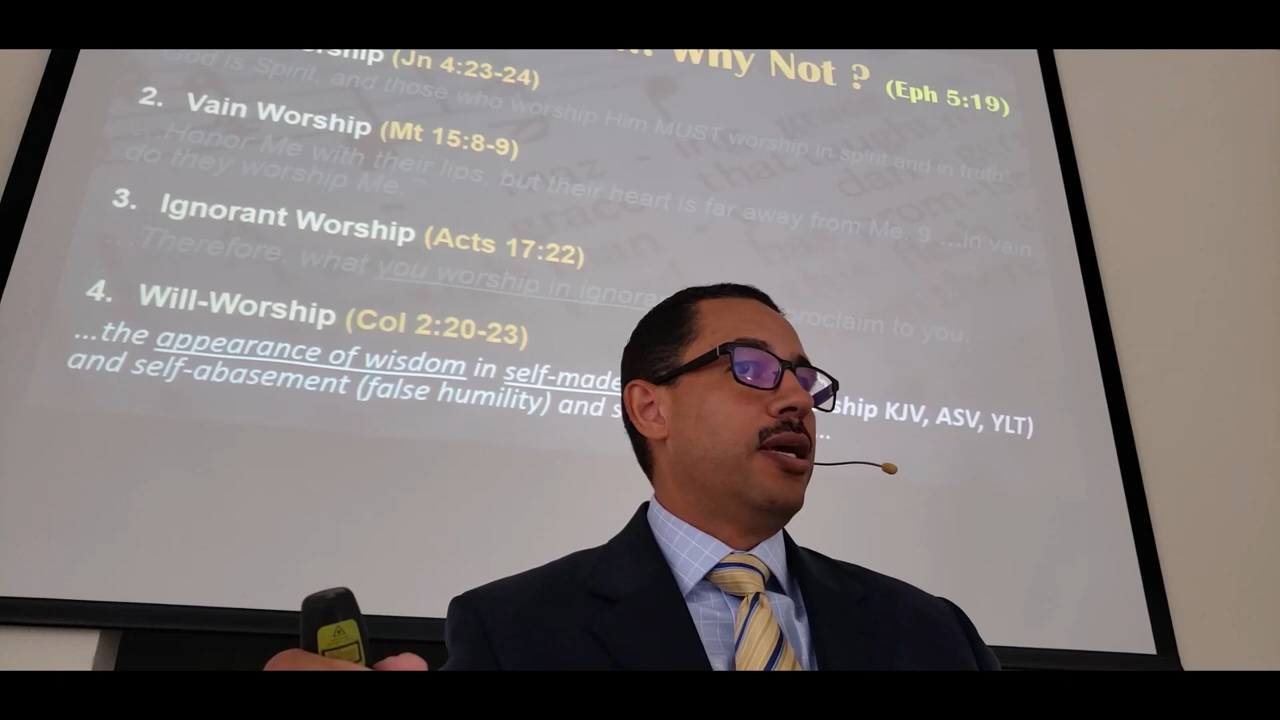 ... Why Not ? (Eph 5:19)
orship (Jn 4:23-24)
God is Spirit, and those who worship Him MUST worship in spirit and in truth"
2. Vain Worship (Mt 15:8-9)
...Honor Me with their lips, but their heart is far away from Me. 9 ...In vain
do they worship Me."
3. Ignorant Worship (Acts 17:22)
...Therefore, what you worship in ignora proclaim to you.
4. Will-Worship (Col 2:20-23)
...the appearance of wisdom in self-made ship KJV, ASV, YLT)
and self-abasement (false humility) and s ...